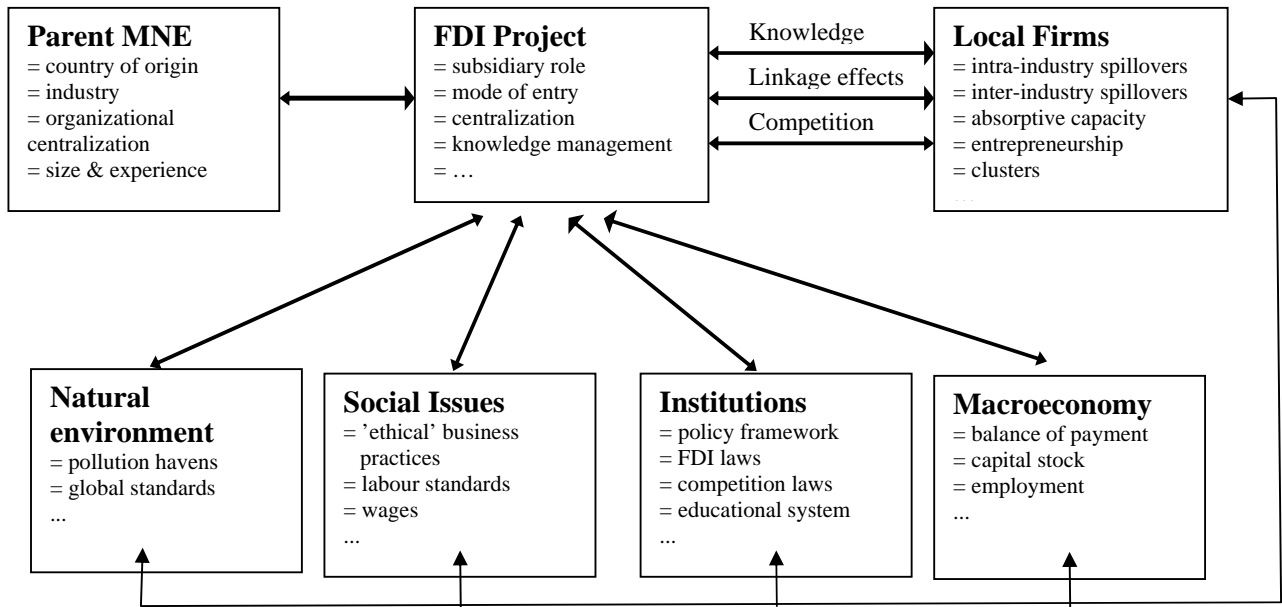 Parent MNE
= country of origin
= industry
= organizational
centralization
= size & experience
FDI Project
= subsidiary role
= mode of entry
= centralization
= knowledge management
= …
Knowledge
Linkage effects
Competition
Local Firms
= intra-industry spillovers
= inter-industry spillovers
= absorptive capacity
= entrepreneurship
= clusters
…
Natural
environment
= pollution havens
= global standards
...
Social Issues
= ’ethical’ business
practices
= labour standards
= wages
...
Institutions
= policy framework
= FDI laws
= competition laws
= educational system
...
Macroeconomy
= balance of payment
= capital stock
= employment
...